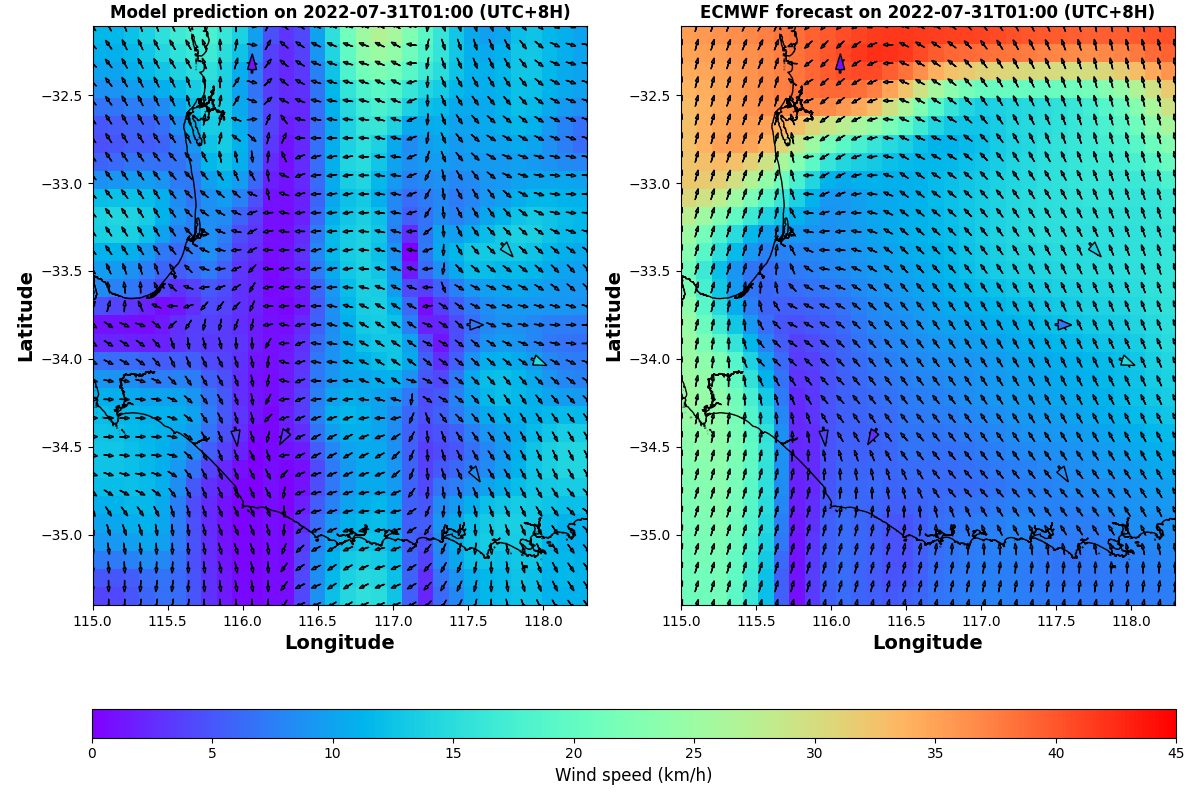 Model prediction on 2022-07-31T01:00 (UTC+8H)
ECMWF forecast on 2022-07-31T01:00 (UTC+8H)
−32.5
−33.0
−33.5
−34.0
−34.5
−35.0
Latitude
115.0 115.5 116.0 116.5 117.0 117.5 118.0
Longitude
−32.5
−33.0
−33.5
−34.0
−34.5
−35.0
Latitude
115.0 115.5 116.0 116.5 117.0 117.5 118.0
Longitude
0 5 10 15 20 25 30 35 40 45
Wind speed (km/h)